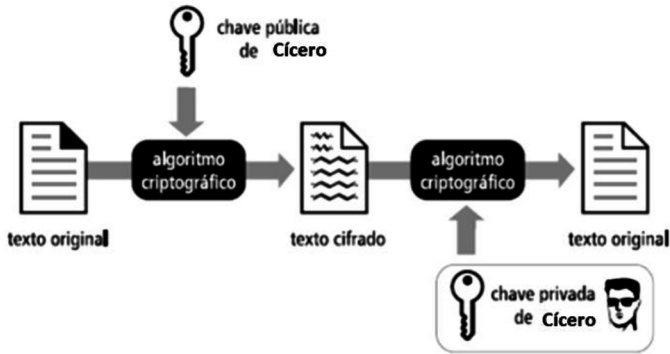 chave pública
de Cícero
algoritmo
criptográfico
algoritmo
criptográfico
texto original
texto cifrado
texto original
chave privada
de Cícero